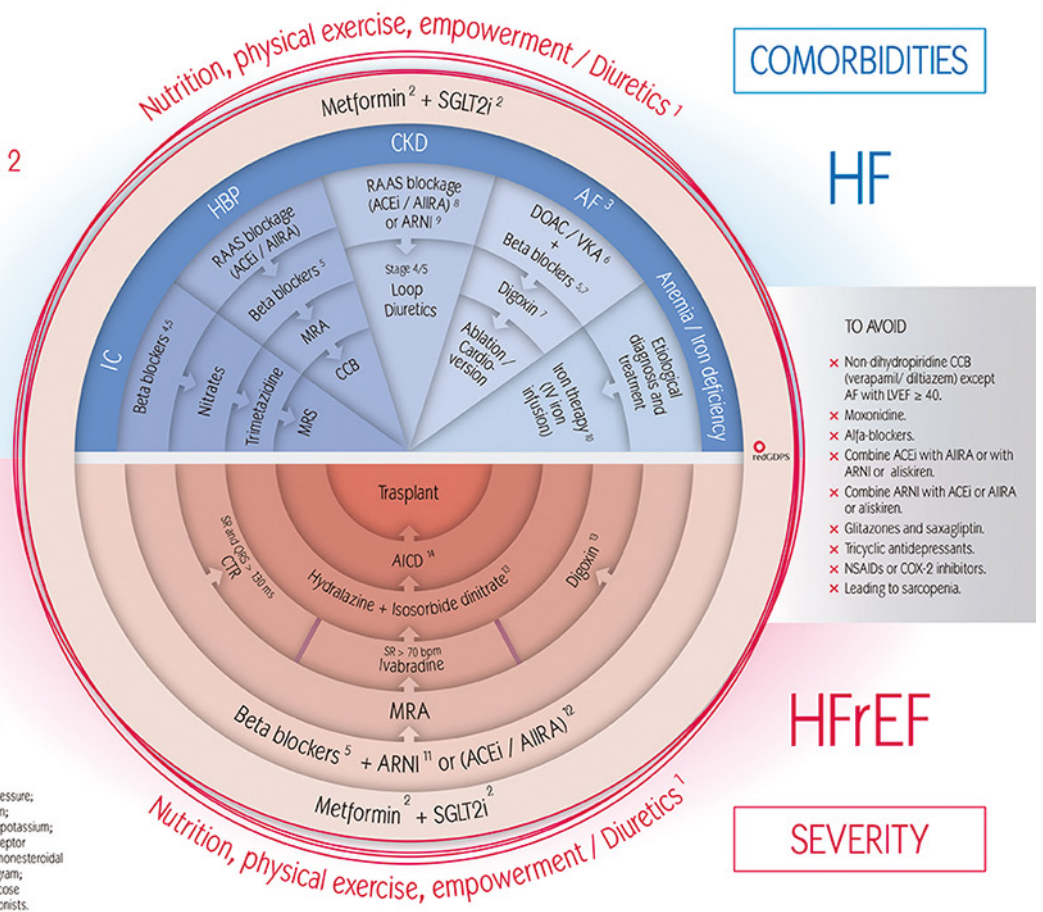 Nutrition, physical exercise, empowerment / Diuretics 1
COMORBIDITIES
Metformin 2 + SGLT2i 2
2
HF
CKD
HBP
AF 3
IC
Anemia / Iron deficiency
RAAS blockage
(ACEi / AIIRA) 8
or ARNI 9
Stage 4/5
Loop
Diuretics
RAAS blockage
(ACEi / AIIRA)
Beta blockers 5
MRA
CCB
DOAC / VKA 6
+
Beta blockers 5,7
Digoxin 7
Ablation/
Cardio-
version
Beta blockers 4,5
Nitrates
Trimetazidine
MRS
Etiological
diagnosis and
treatment
Iron therapy 10
(IV iron
infusion)
redGDPS
TO AVOID
× Non-dihydropiridine CCB
(verapamil/ diltiazem) except
AF with LVEF ≥ 40.
× Moxonidine.
× Alfa-blockers.
× Combine ACEi with AIIRA or with
ARNI or aliskiren.
× Combine ARNI with ACEi or AIIRA
or aliskiren.
× Glitazones and saxagliptin.
× Tricyclic antidepressants.
× NSAIDs or COX-2 inhibitors.
× Leading to sarcopenia.
Trasplant
AICD 14
Hydralazine + Isosorbide dinitrate 13
SR and QRS > 130 ms
CTR
Digoxin 13
SR > 70 bpm
Ivabradine
MRA
Beta blockers 5 + ARNI 11 or (ACEi / AIIRA) 12
Metformin 2 + SGLT2i 2
Nutrition, physical exercise, empowerment / Diuretics 1
HFrEF
SEVERITY
essure;
n;
potassium;
eptor
nonesteroidal
gram;
cose
onists.